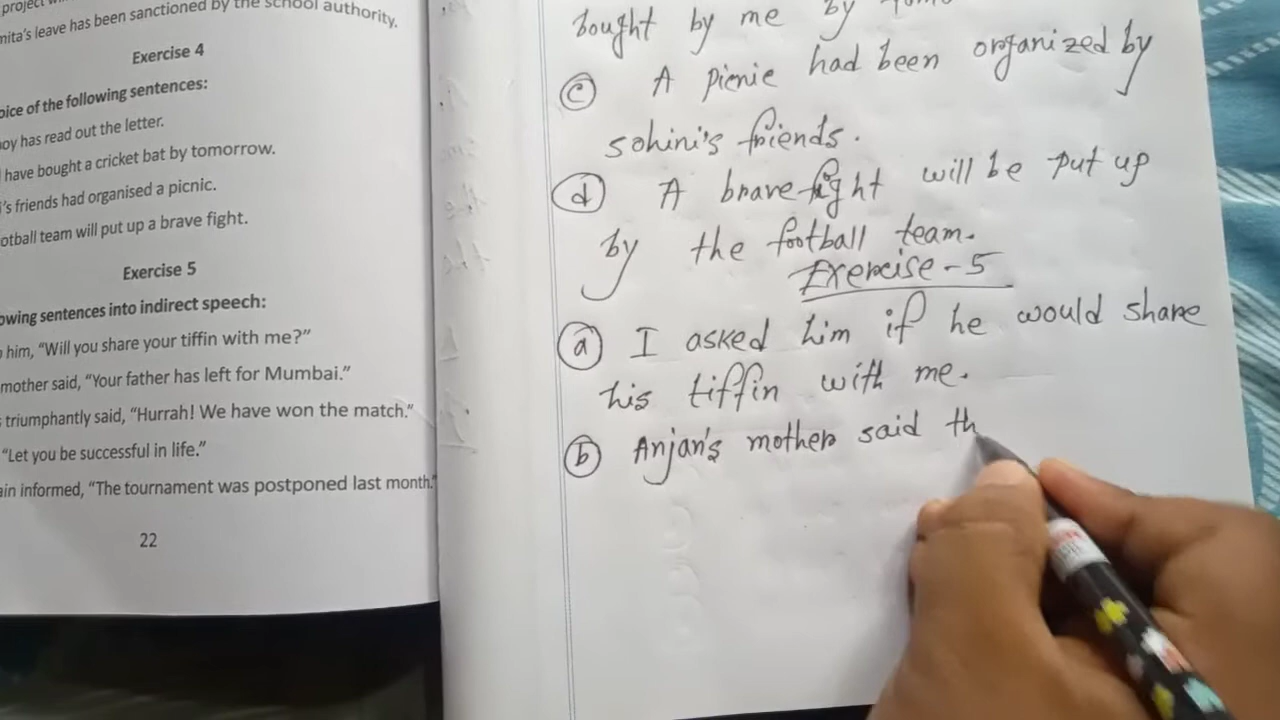 project
mita's leave has been sanctioned by the school authority.
Exercise 4
oice of the following sentences:
oy has read out the letter.
have bought a cricket bat by tomorrow.
's friends had organised a picnic.
ootball team will put up a brave fight.
Exercise 5
owing sentences into indirect speech:
him, "Will you share your tiffin with me?"
mother said, "Your father has left for Mumbai."
triumphantly said, "Hurrah! We have won the match."
"Let you be successful in life."
ain informed, "The tournament was postponed last month."
22
bought by me by
(c) A picnic had been organized by
sohini's friends.
(d) A brave fight will be put up
by the football team.
Exercise-5
(a) I asked him if he would share
his tiffin with me.
(b) Anjan's mother said th